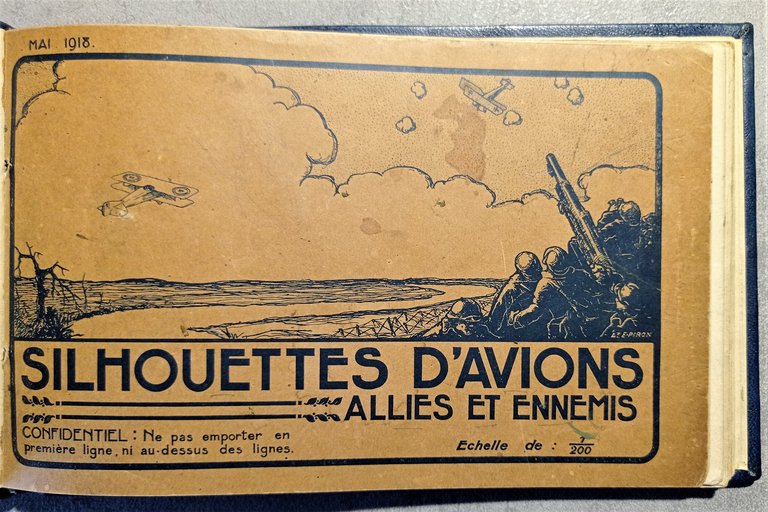 MAI 1918.
Lt E. PIRON
SILHOUETTES D'AVIONS
ALLIES ET ENNEMIS
CONFIDENTIEL : Ne pas emporter en
première ligne, ni au-dessus des lignes.
Echelle de : 1/200